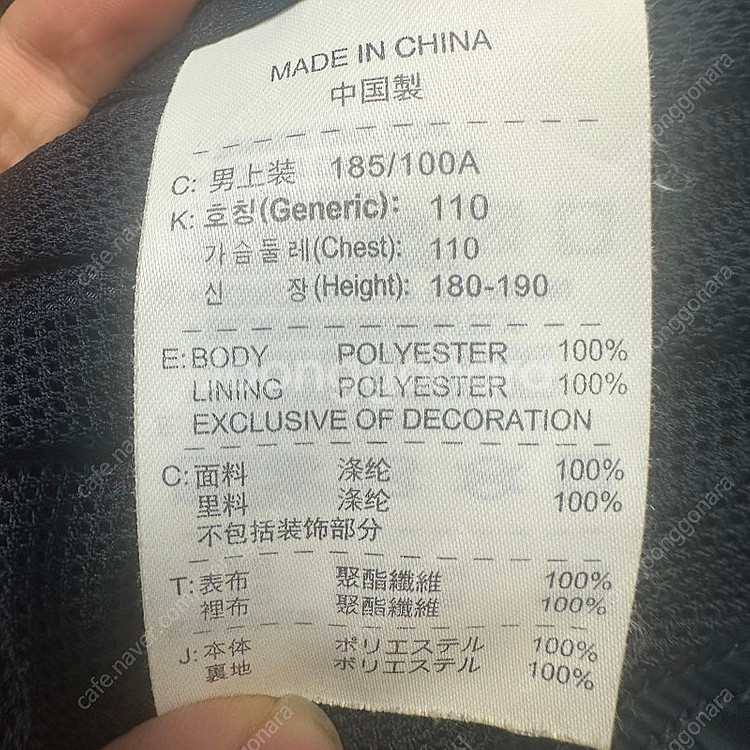 MADE IN CHINA
中国製
C: 男上装 185/100A
K: 호칭(Generic): 110
가슴둘레(Chest): 110
신 장(Height): 180-190
E: BODY POLYESTER 100%
LINING POLYESTER 100%
EXCLUSIVE OF DECORATION
C: 面料 涤纶 100%
里料 涤纶 100%
不包括装饰部分
T: 表布 聚酯纖維 100%
裡布 聚酯纖維 100%
J: 本体 ポリエステル 100%
裏地 ポリエステル 100%
cafe.naver.com
joonggonara